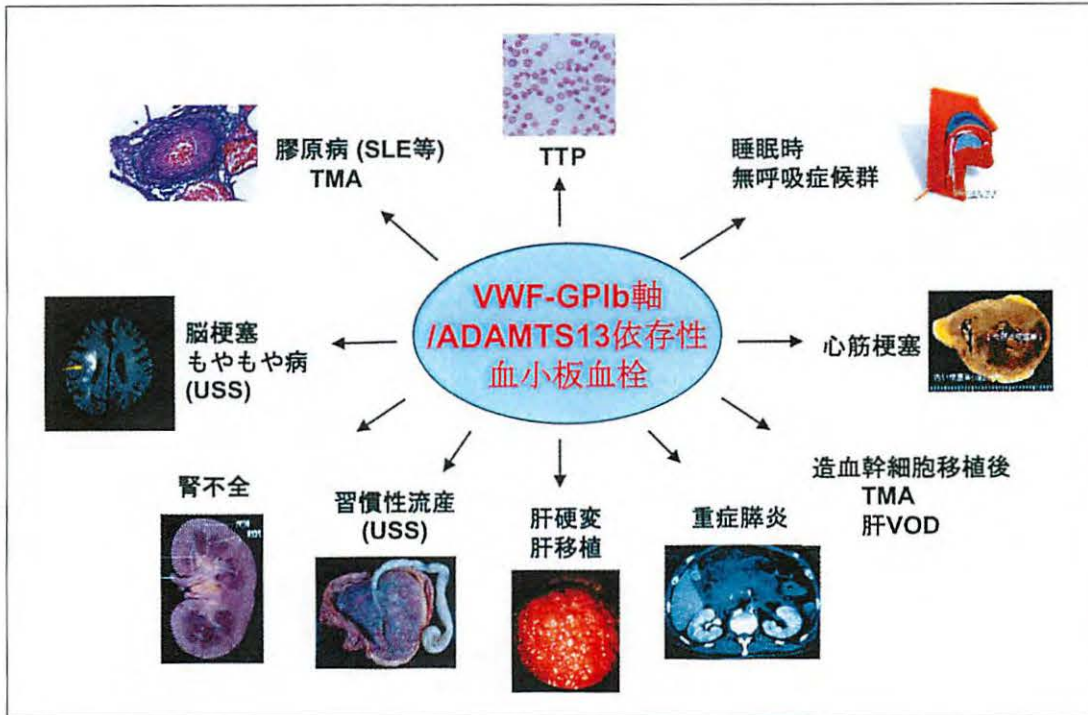 TTP
膠原病 (SLE等)
TMA
睡眠時
無呼吸症候群
VWF-GPIb軸
/ADAMTS13依存性
血小板血栓
脳梗塞
もやもや病
(USS)
心筋梗塞
腎不全
習慣性流産
(USS)
肝硬変
肝移植
重症膵炎
造血幹細胞移植後
TMA
肝VOD